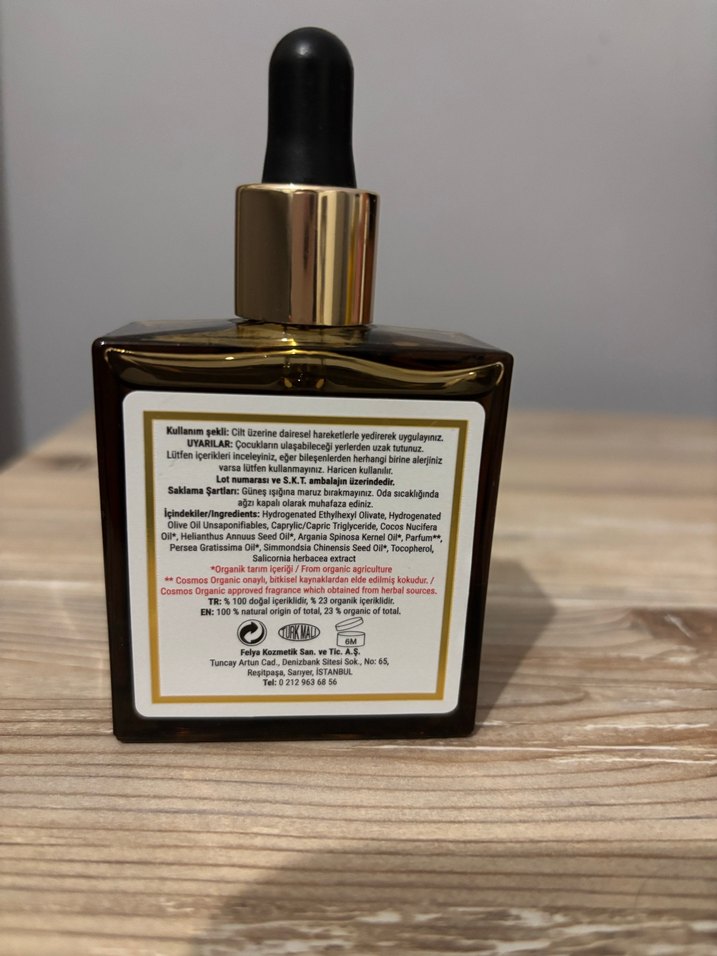 Kullanım şekli: Cilt üzerine dairesel hareketlerle yedirerek uygulayınız.
UYARILAR: Çocukların ulaşabileceği yerlerden uzak tutunuz.
Lütfen içerikleri inceleyiniz, eğer bileşenlerden herhangi birine alerjiniz
varsa lütfen kullanmayınız. Haricen kullanılır.
Lot numarası ve S.K.T. ambalajın üzerindedir.
Saklama Şartları: Güneş ışığına maruz bırakmayınız. Oda sıcaklığında
ağzı kapalı olarak muhafaza ediniz.
İçindekiler/Ingredients: Hydrogenated Ethylhexyl Olivate, Hydrogenated
Olive Oil Unsaponifiables, Caprylic/Capric Triglyceride, Cocos Nucifera
Oil*, Helianthus Annuus Seed Oil*, Argania Spinosa Kernel Oil*, Parfum**,
Persea Gratissima Oil*, Simmondsia Chinensis Seed Oil*, Tocopherol,
Salicornia herbacea extract
*Organik tarım içeriği / From organic agriculture
** Cosmos Organic onaylı, bitkisel kaynaklardan elde edilmiş kokudur. /
Cosmos Organic approved fragrance which obtained from herbal sources.
TR: % 100 doğal içeriklidir, % 23 organik içeriklidir.
EN: 100 % natural origin of total, 23 % organic of total.
TÜRK MALI
6M
Felya Kozmetik San. ve Tic. A.Ş.
Tuncay Artun Cad., Denizbank Sitesi Sok., No: 65,
Reşitpaşa, Sarıyer, İSTANBUL
Tel: 0 212 963 68 56